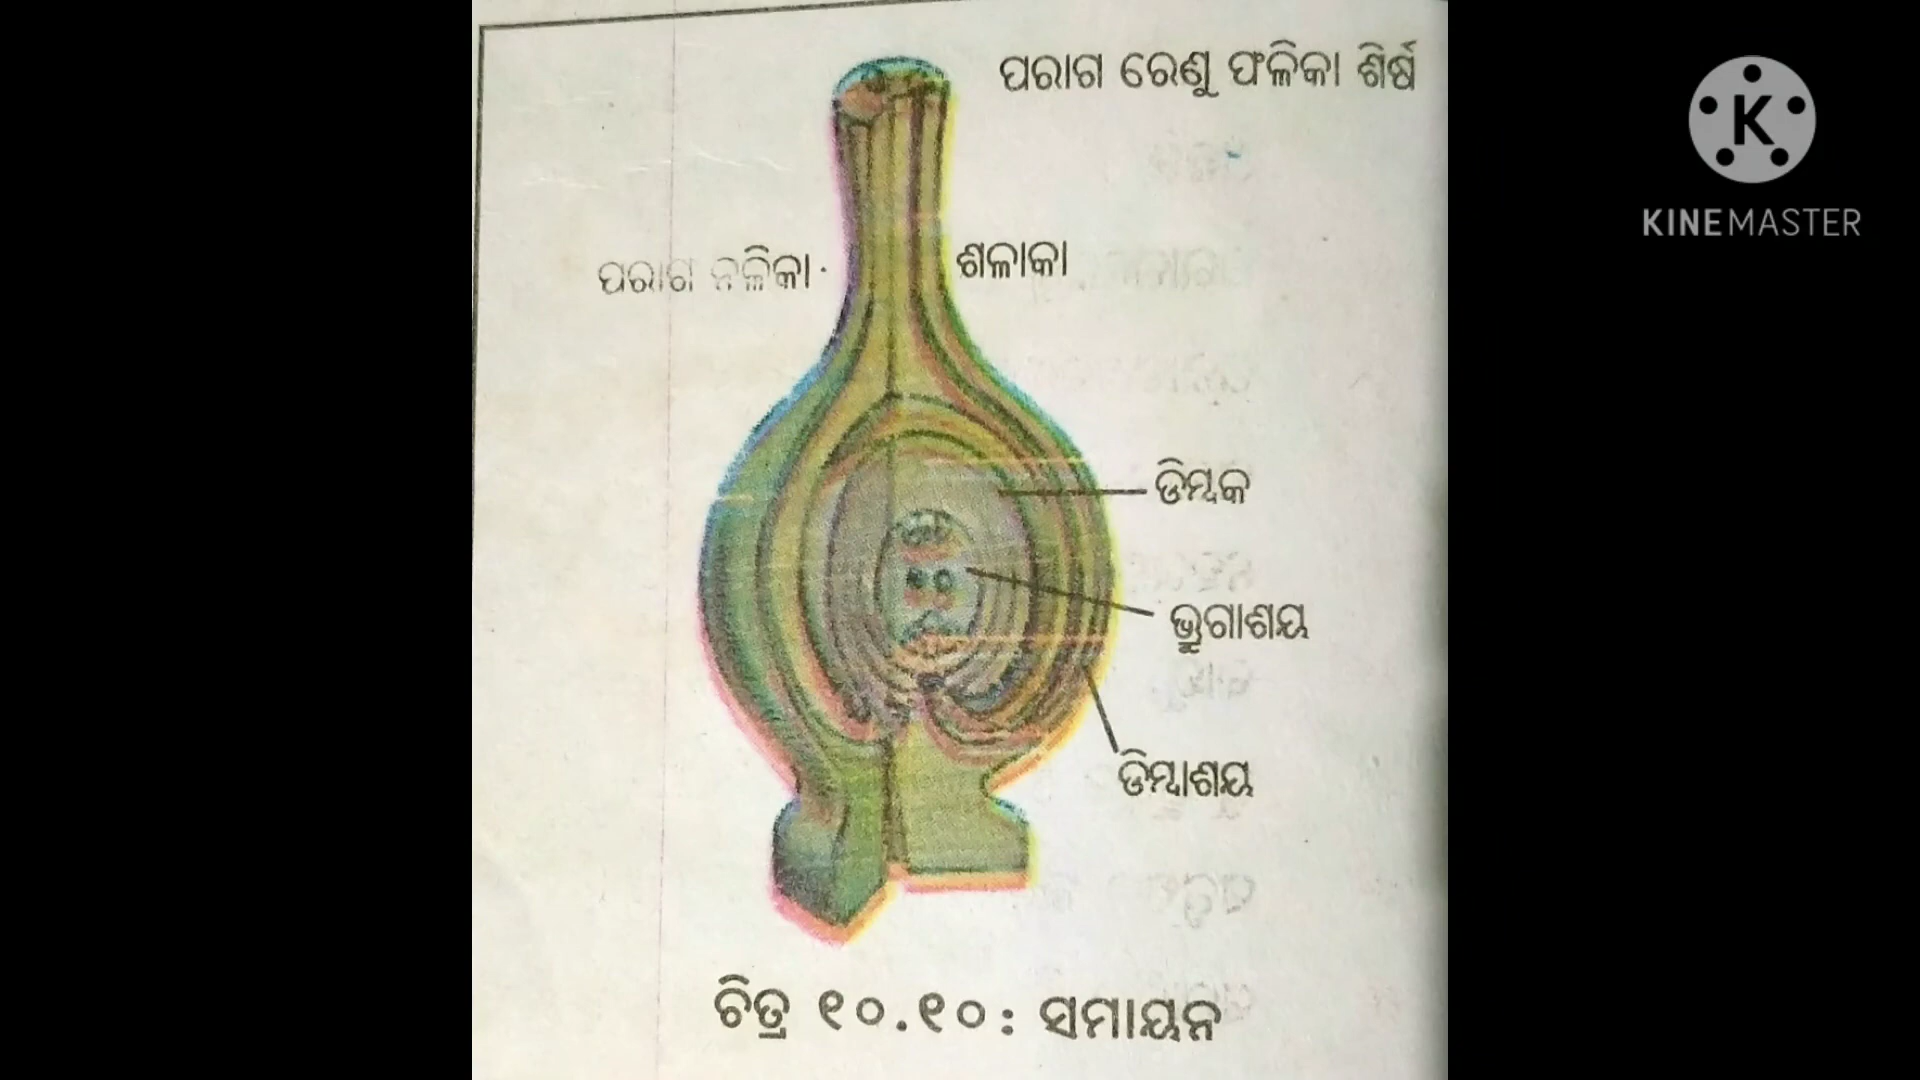 ପରାଗ ରେଣୁ ଫଳିକା ଶିର୍ଷ
K
KINEMASTER
ପରାଗ ନଳିକା
ଶଳାକା
ଡିମ୍ବକ
ଭ୍ରୁଗାଶୟ
ଡିମ୍ବାଶୟ
ଚିତ୍ର ୧୦.୧୦: ସମାୟନ